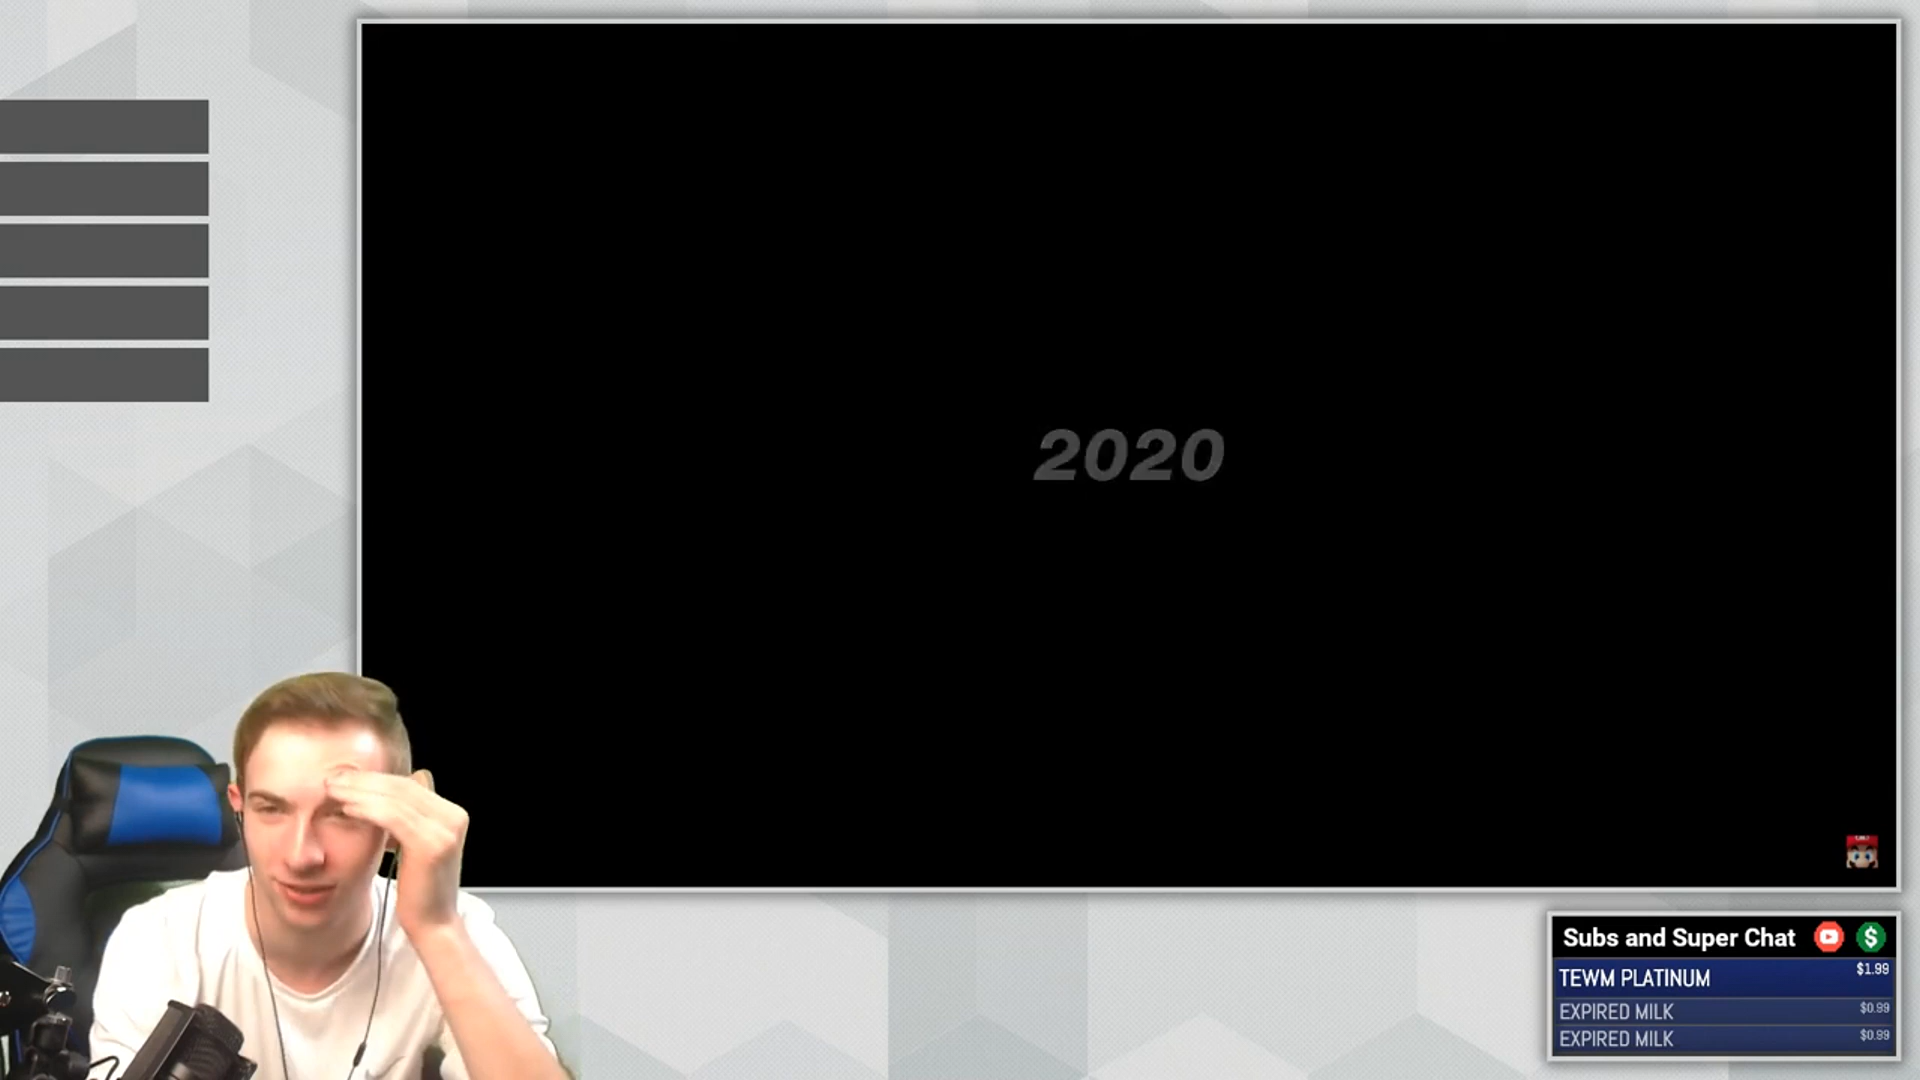 2020
Subs and Super Chat
TEWM PLATINUM $1.99
EXPIRED MILK $0.99
EXPIRED MILK $0.99